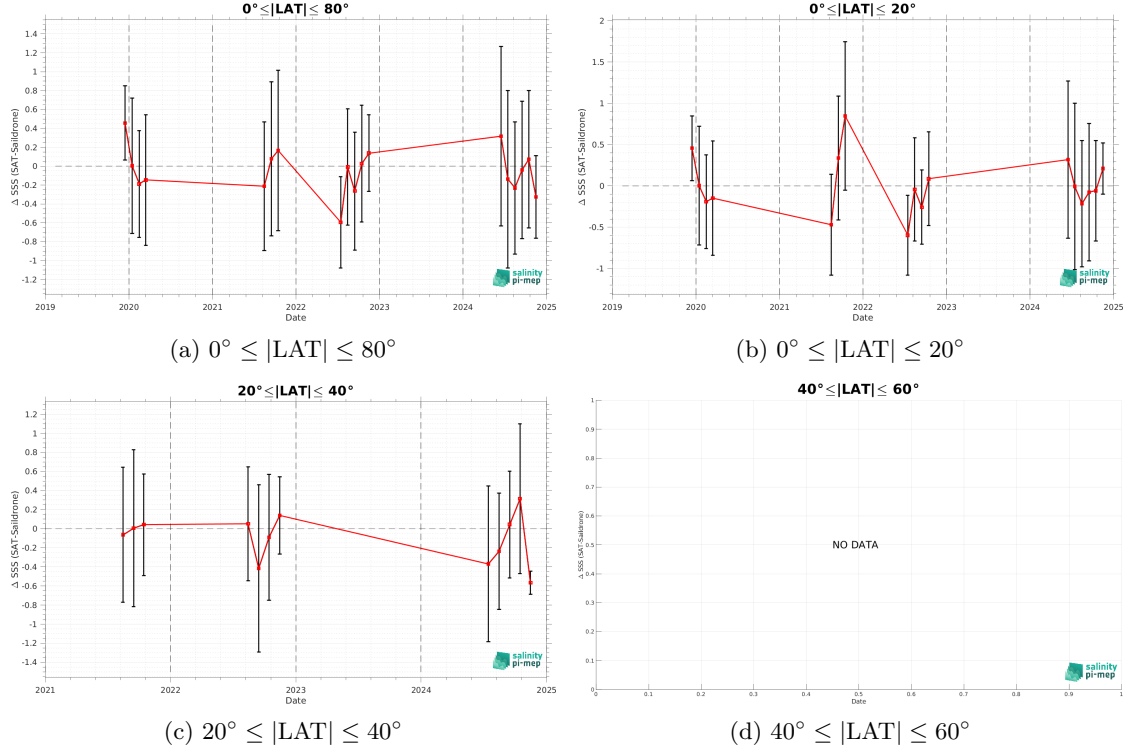 0°≤|LAT|≤ 80°
Δ SSS (SAT-Saildrone)
1.4
1.2
1
0.8
0.6
0.4
0.2
0
-0.2
-0.4
-0.6
-0.8
-1
-1.2
2019 2020 2021 2022 2023 2024 2025
Date
salinity
pi-mep
(a) 0° ≤ |LAT| ≤ 80°
0°≤|LAT|≤ 20°
Δ SSS (SAT-Saildrone)
2
1.5
1
0.5
0
-0.5
-1
2019 2020 2021 2022 2023 2024 2025
Date
salinity
pi-mep
(b) 0° ≤ |LAT| ≤ 20°
20°≤|LAT|≤ 40°
Δ SSS (SAT-Saildrone)
1.2
1
0.8
0.6
0.4
0.2
0
-0.2
-0.4
-0.6
-0.8
-1
-1.2
-1.4
2021 2022 2023 2024 2025
Date
salinity
pi-mep
(c) 20° ≤ |LAT| ≤ 40°
40°≤|LAT|≤ 60°
Δ SSS (SAT-Saildrone)
1
0.9
0.8
0.7
0.6
0.5
0.4
0.3
0.2
0.1
0
NO DATA
0 0.1 0.2 0.3 0.4 0.5 0.6 0.7 0.8 0.9 1
Date
salinity
pi-mep
(d) 40° ≤ |LAT| ≤ 60°